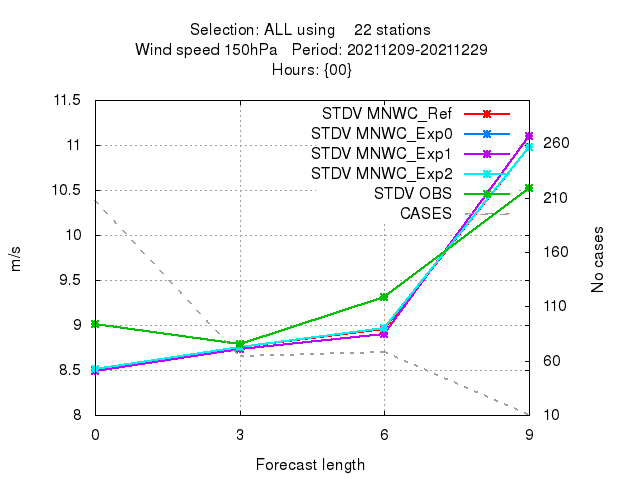 Selection: ALL using 22 stations
Wind speed 150hPa Period: 20211209-20211229
Hours: {00}
STDV MNWC_Ref
STDV MNWC_Exp0
STDV MNWC_Exp1
STDV MNWC_Exp2
STDV OBS
CASES
11.5
11
10.5
10
9.5
9
8.5
8
m/s
260
210
160
110
60
10
No cases
0 3 6 9
Forecast length